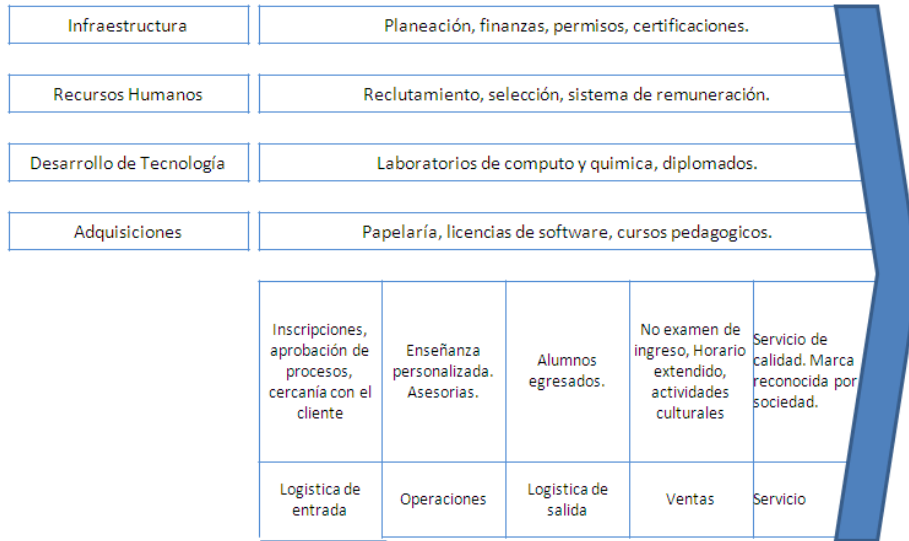 Infraestructura
Planeación, finanzas, permisos, certificaciones.
Recursos Humanos
Reclutamiento, selección, sistema de remuneración.
Desarrollo de Tecnología
Laboratorios de computo y quimica, diplomados.
Adquisiciones
Papelaría, licencias de software, cursos pedagogicos.
Inscripciones,
aprobación de
procesos,
cercanía con el
cliente
Enseñanza
personalizada.
Asesorias.
Alumnos
egresados.
No examen de
ingreso, Horario
extendido,
actividades
culturales
Servicio de
calidad. Marca
reconocida por
sociedad.
Logistica de
entrada
Operaciones
Logistica de
salida
Ventas
Servicio